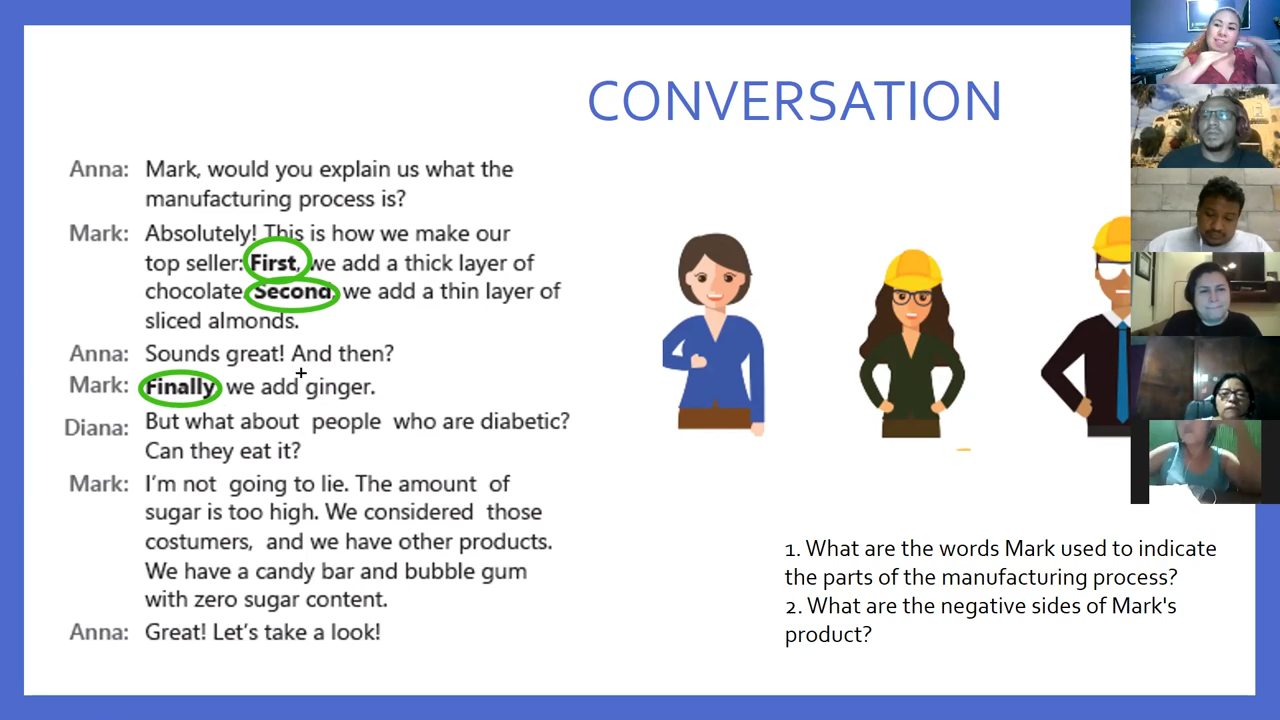 CONVERSATION
Anna: Mark, would you explain us what the
manufacturing process is?
Mark: Absolutely! This is how we make our
top seller: First, we add a thick layer of
chocolate. Second, we add a thin layer of
sliced almonds.
Anna: Sounds great! And then?
Mark: Finally we add ginger.
Diana: But what about people who are diabetic?
Can they eat it?
Mark: I'm not going to lie. The amount of
sugar is too high. We considered those
costumers, and we have other products.
We have a candy bar and bubble gum
with zero sugar content.
Anna: Great! Let's take a look!
1. What are the words Mark used to indicate
the parts of the manufacturing process?
2. What are the negative sides of Mark's
product?